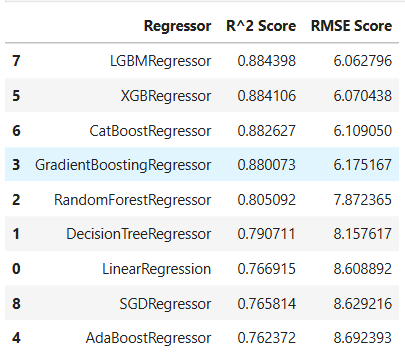 Regressor R^2 Score RMSE Score
7 LGBMRegressor 0.884398 6.062796
5 XGBRegressor 0.884106 6.070438
6 CatBoostRegressor 0.882627 6.109050
3 GradientBoostingRegressor 0.880073 6.175167
2 RandomForestRegressor 0.805092 7.872365
1 DecisionTreeRegressor 0.790711 8.157617
0 LinearRegression 0.766915 8.608892
8 SGDRegressor 0.765814 8.629216
4 AdaBoostRegressor 0.762372 8.692393